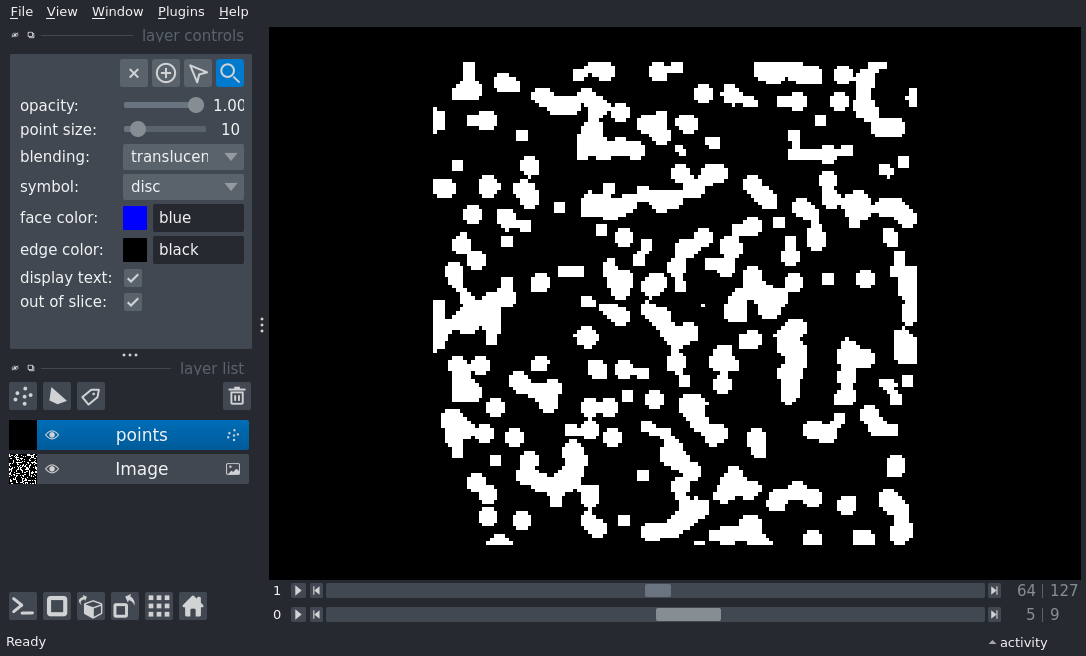 File View Window Plugins Help
layer controls
opacity: 1.00
point size: 10
blending: translucen
symbol: disc
face color: blue
edge color: black
display text:
out of slice:
layer list
points
Image
1 64 | 127
0 5 | 9
Ready activity